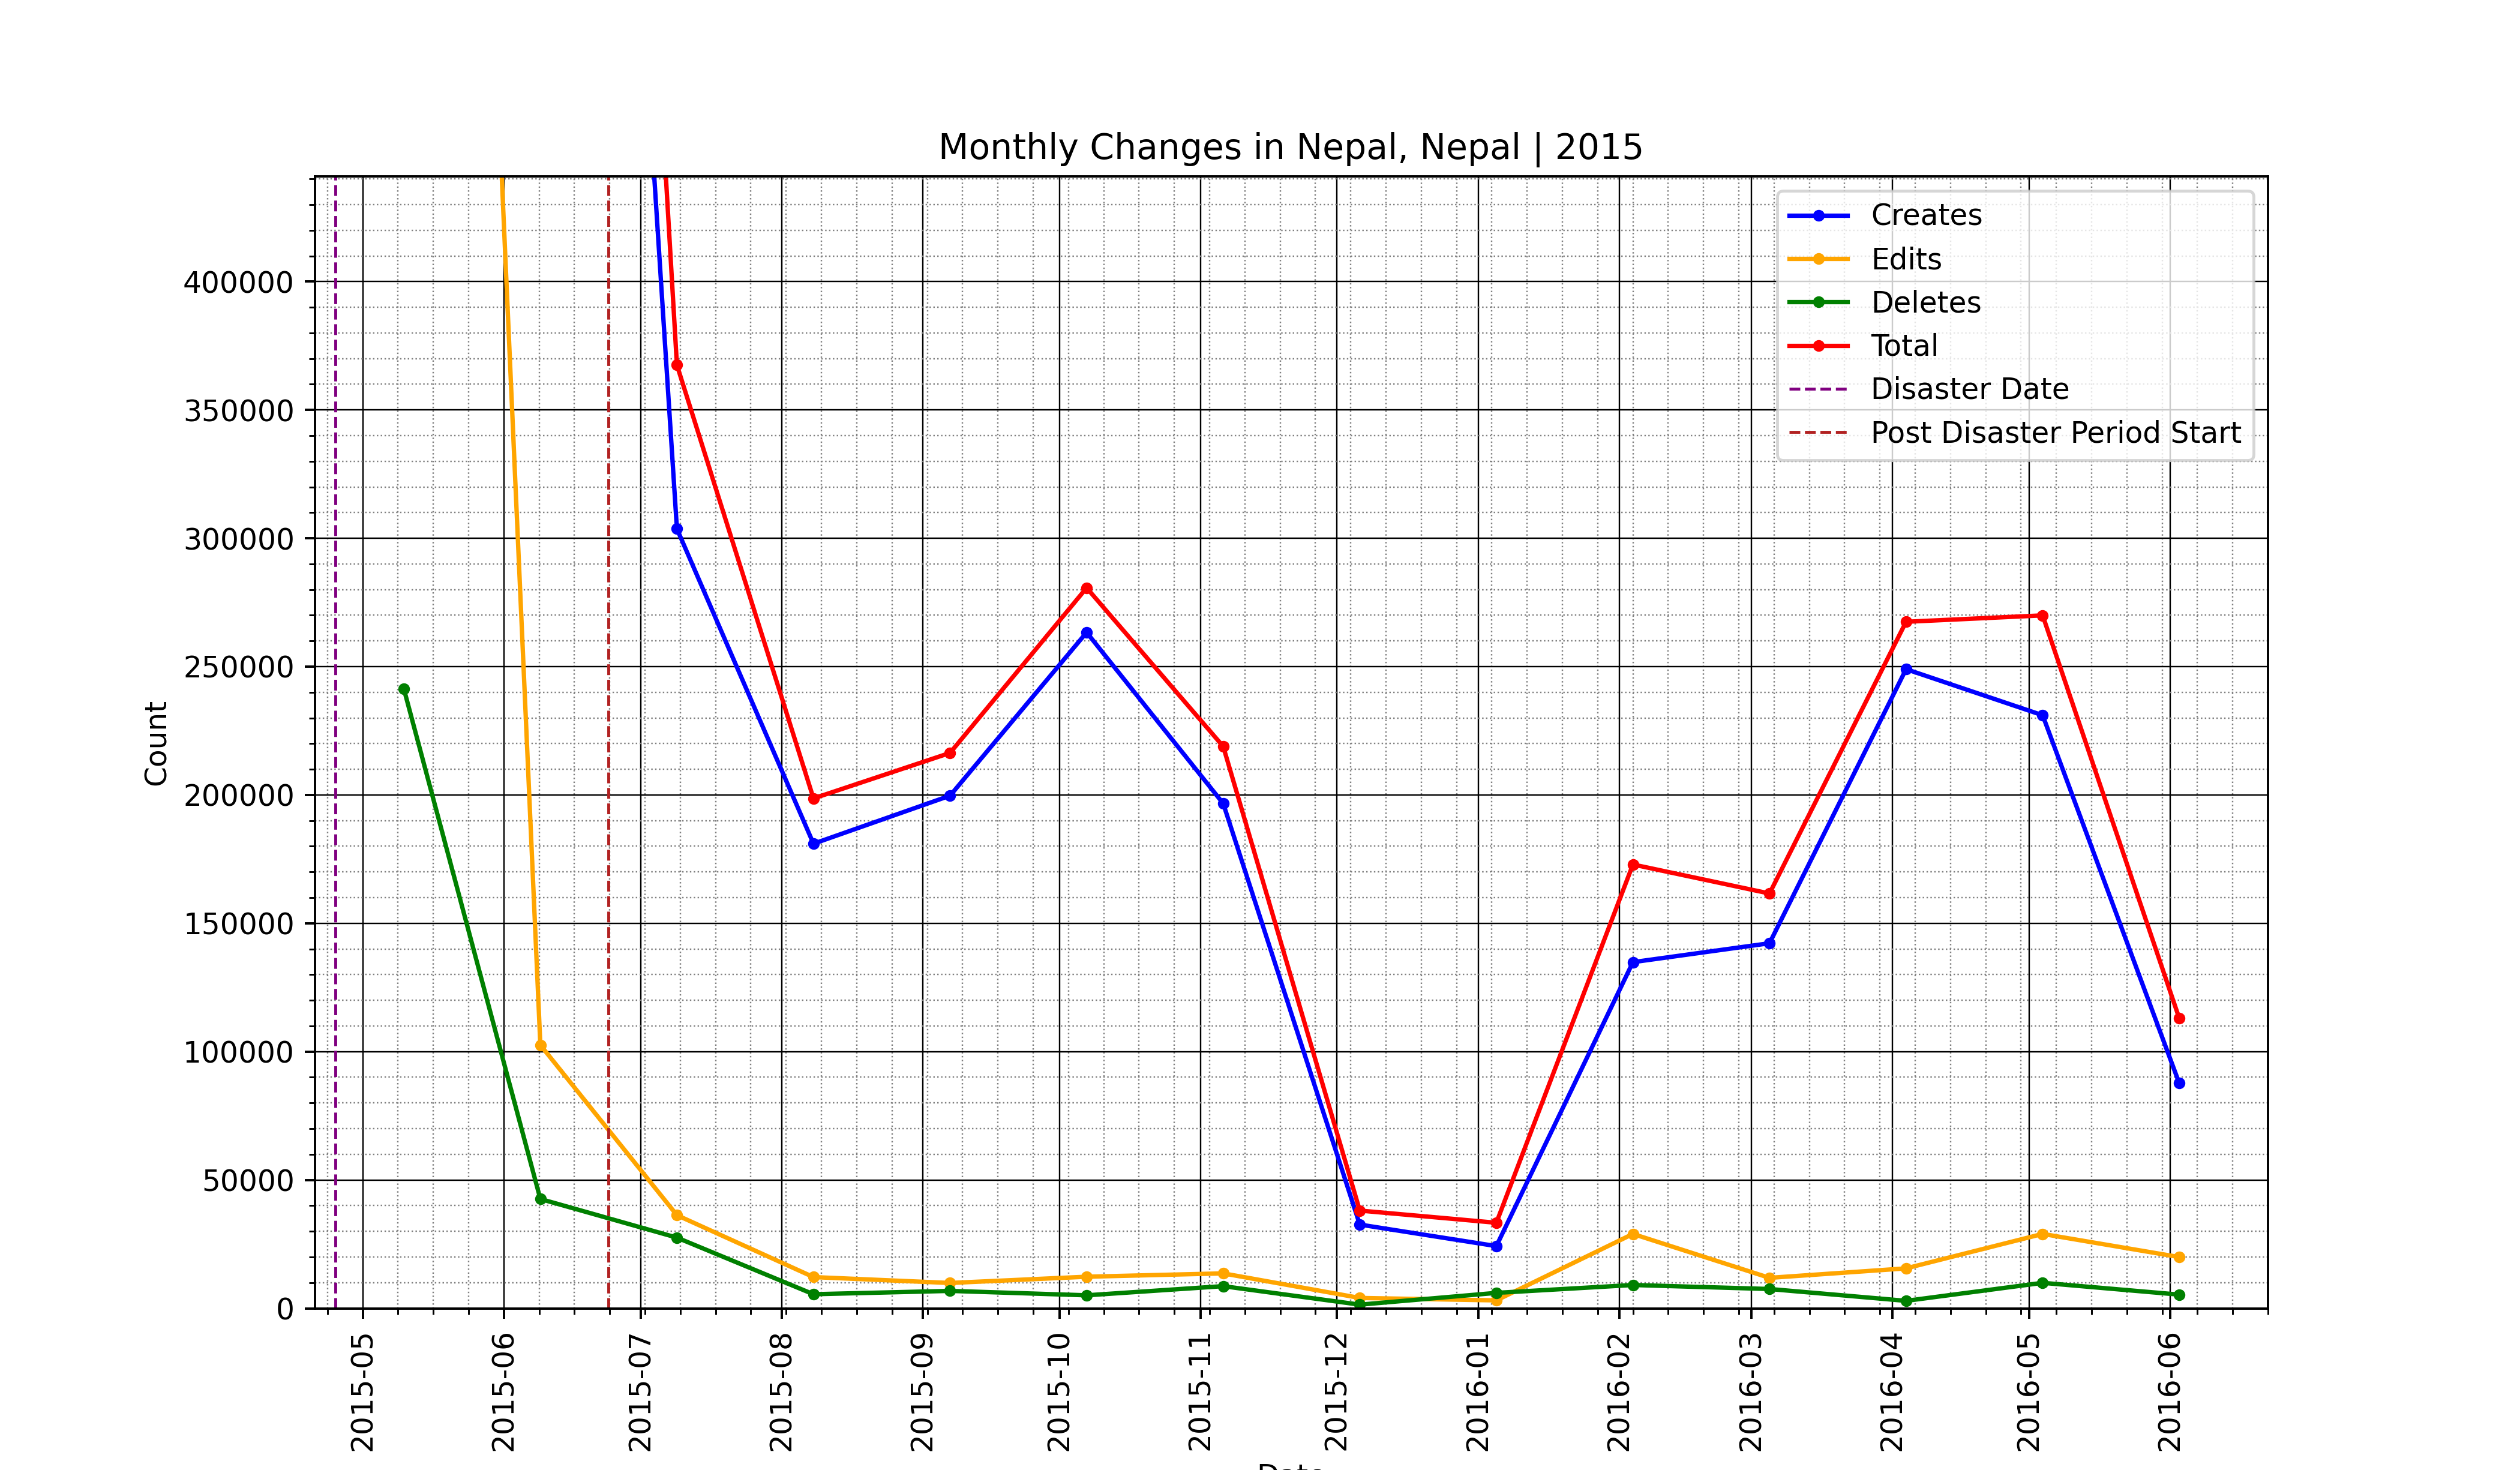 Monthly Changes in Nepal, Nepal | 2015
Creates
Edits
Deletes
Total
Disaster Date
Post Disaster Period Start
Count
400000
350000
300000
250000
200000
150000
100000
50000
0
2015-05
2015-06
2015-07
2015-08
2015-09
2015-10
2015-11
2015-12
2016-01
2016-02
2016-03
2016-04
2016-05
2016-06
Date